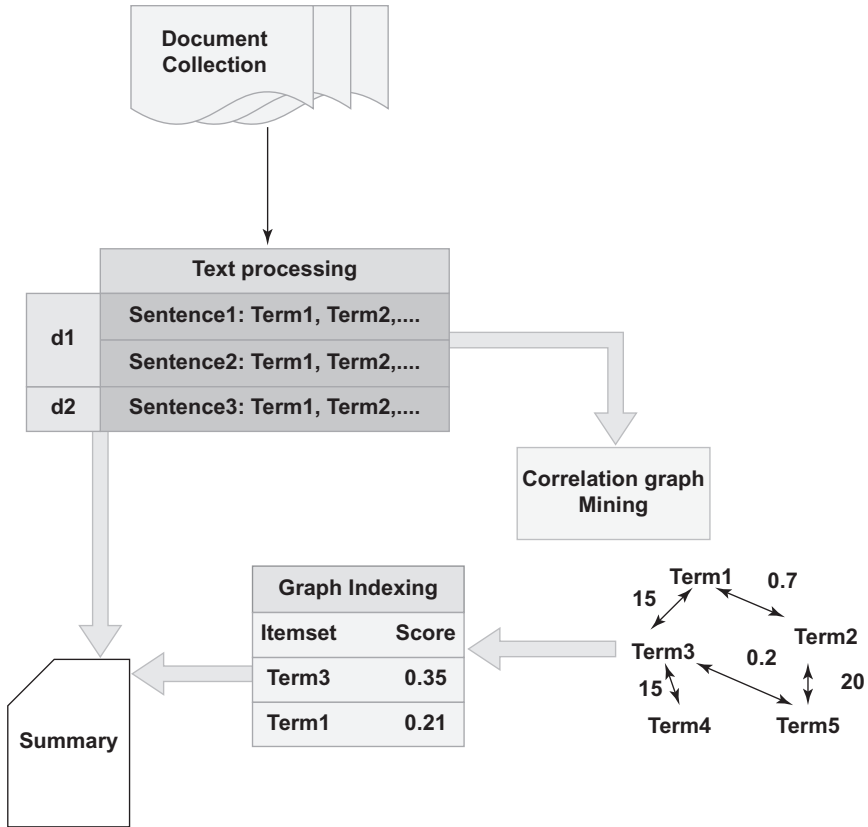 Document
Collection
Text processing
d1
Sentence1: Term1, Term2,....
Sentence2: Term1, Term2,....
d2
Sentence3: Term1, Term2,....
Correlation graph
Mining
Graph Indexing
Itemset Score
Term3 0.35
Term1 0.21
Summary
Term1
15
0.7
Term2
Term3
0.2
15
20
Term4
Term5